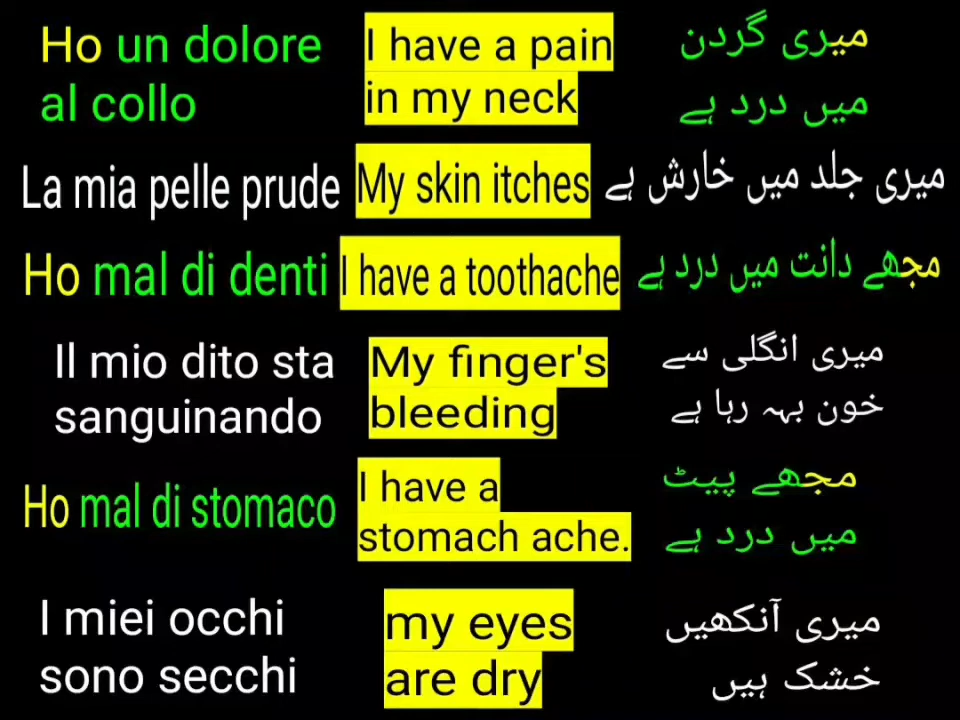 Ho un dolore
al collo
I have a pain
in my neck
میری گردن
میں درد ہے
La mia pelle prude
My skin itches
میری جلد میں خارش ہے
Ho mal di denti
I have a toothache
مجھے دانت میں درد ہے
Il mio dito sta
sanguinando
My finger's
bleeding
میری انگلی سے
خون بہہ رہا ہے
Ho mal di stomaco
I have a
stomach ache.
مجھے پیٹ
میں درد ہے
I miei occhi
sono secchi
my eyes
are dry
میری آنکھیں
خشک ہیں